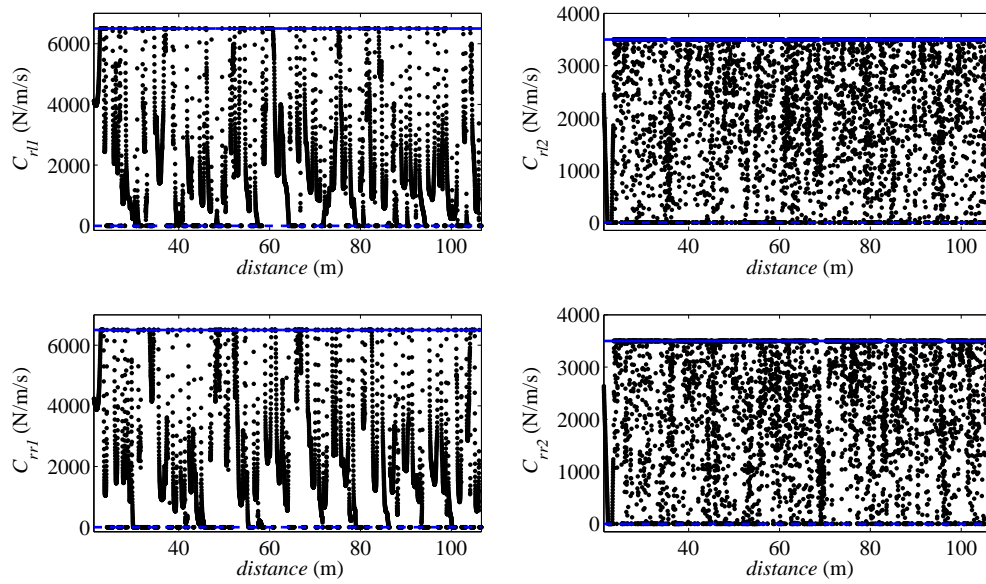 6000
4000
2000
0
C_rl1 (N/m/s)
40 60 80 100
distance (m)
4000
3000
2000
1000
0
C_rl2 (N/m/s)
40 60 80 100
distance (m)
6000
4000
2000
0
C_rr1 (N/m/s)
40 60 80 100
distance (m)
4000
3000
2000
1000
0
C_rr2 (N/m/s)
40 60 80 100
distance (m)